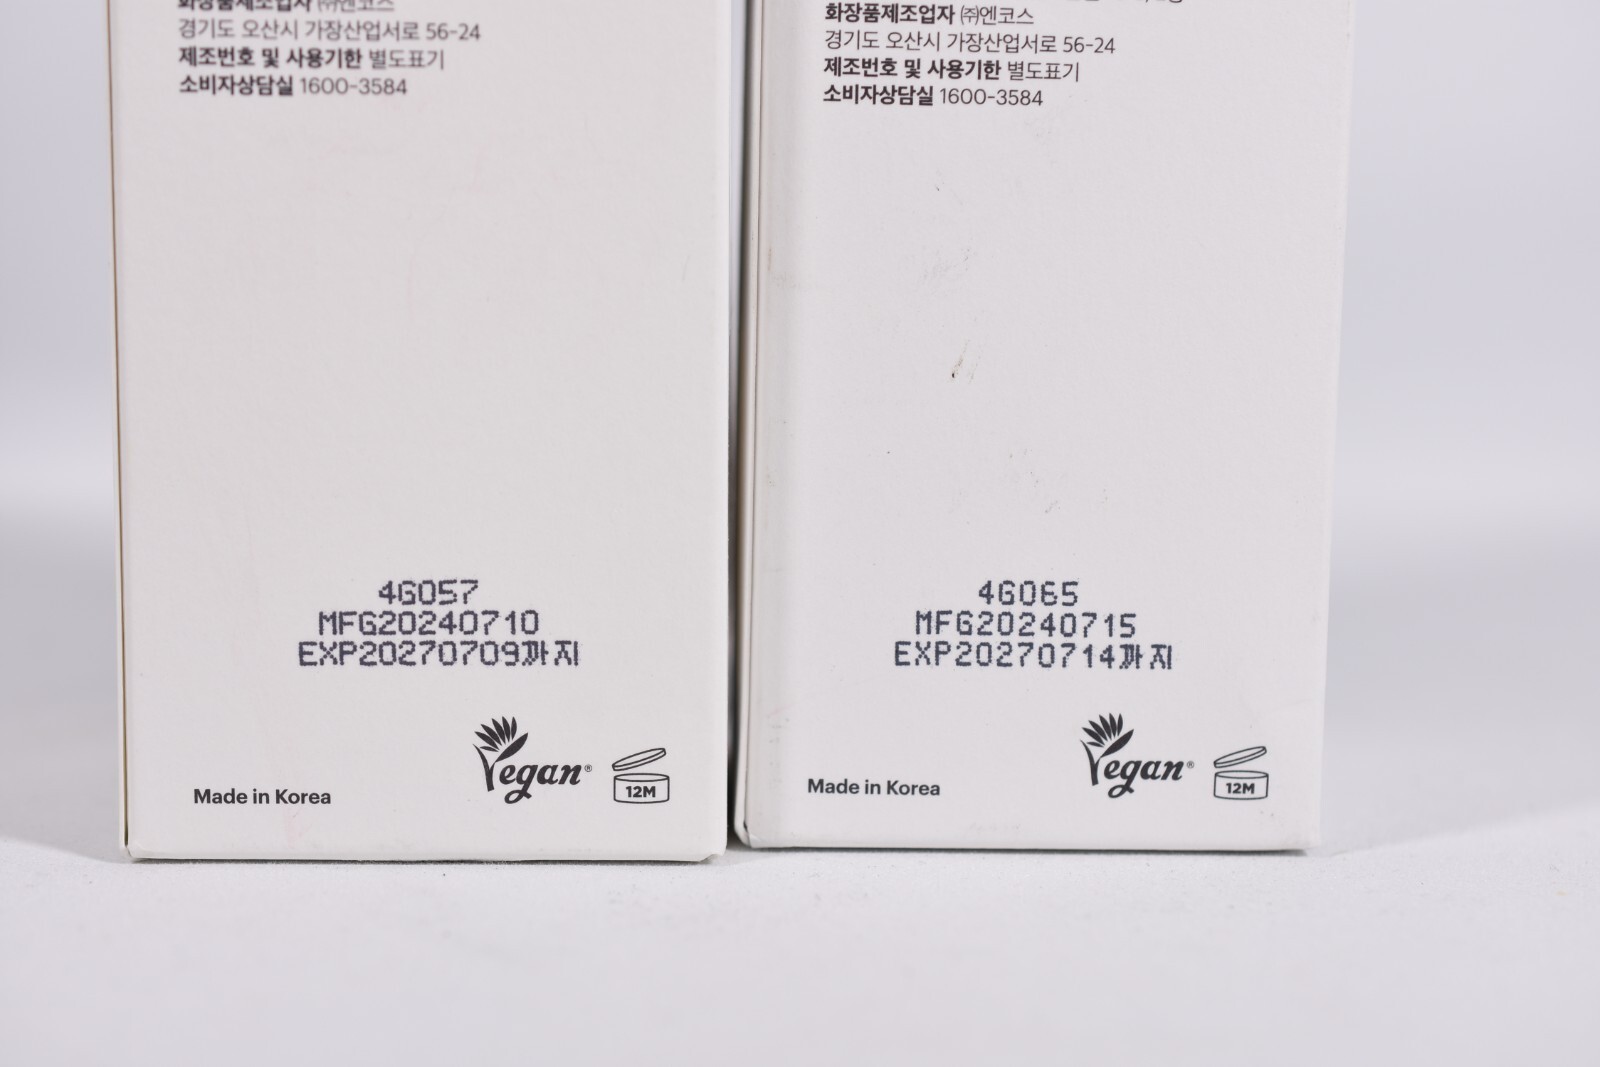 화장품제조업자 ㈜엔코스
경기도 오산시 가장산업서로 56-24
제조번호 및 사용기한 별도표기
소비자상담실 1600-3584
4G057
MFG20240710
EXP20270709까지
Made in Korea
Vegan®
12M
화장품제조업자 ㈜엔코스
경기도 오산시 가장산업서로 56-24
제조번호 및 사용기한 별도표기
소비자상담실 1600-3584
4G065
MFG20240715
EXP20270714까지
Made in Korea
Vegan®
12M